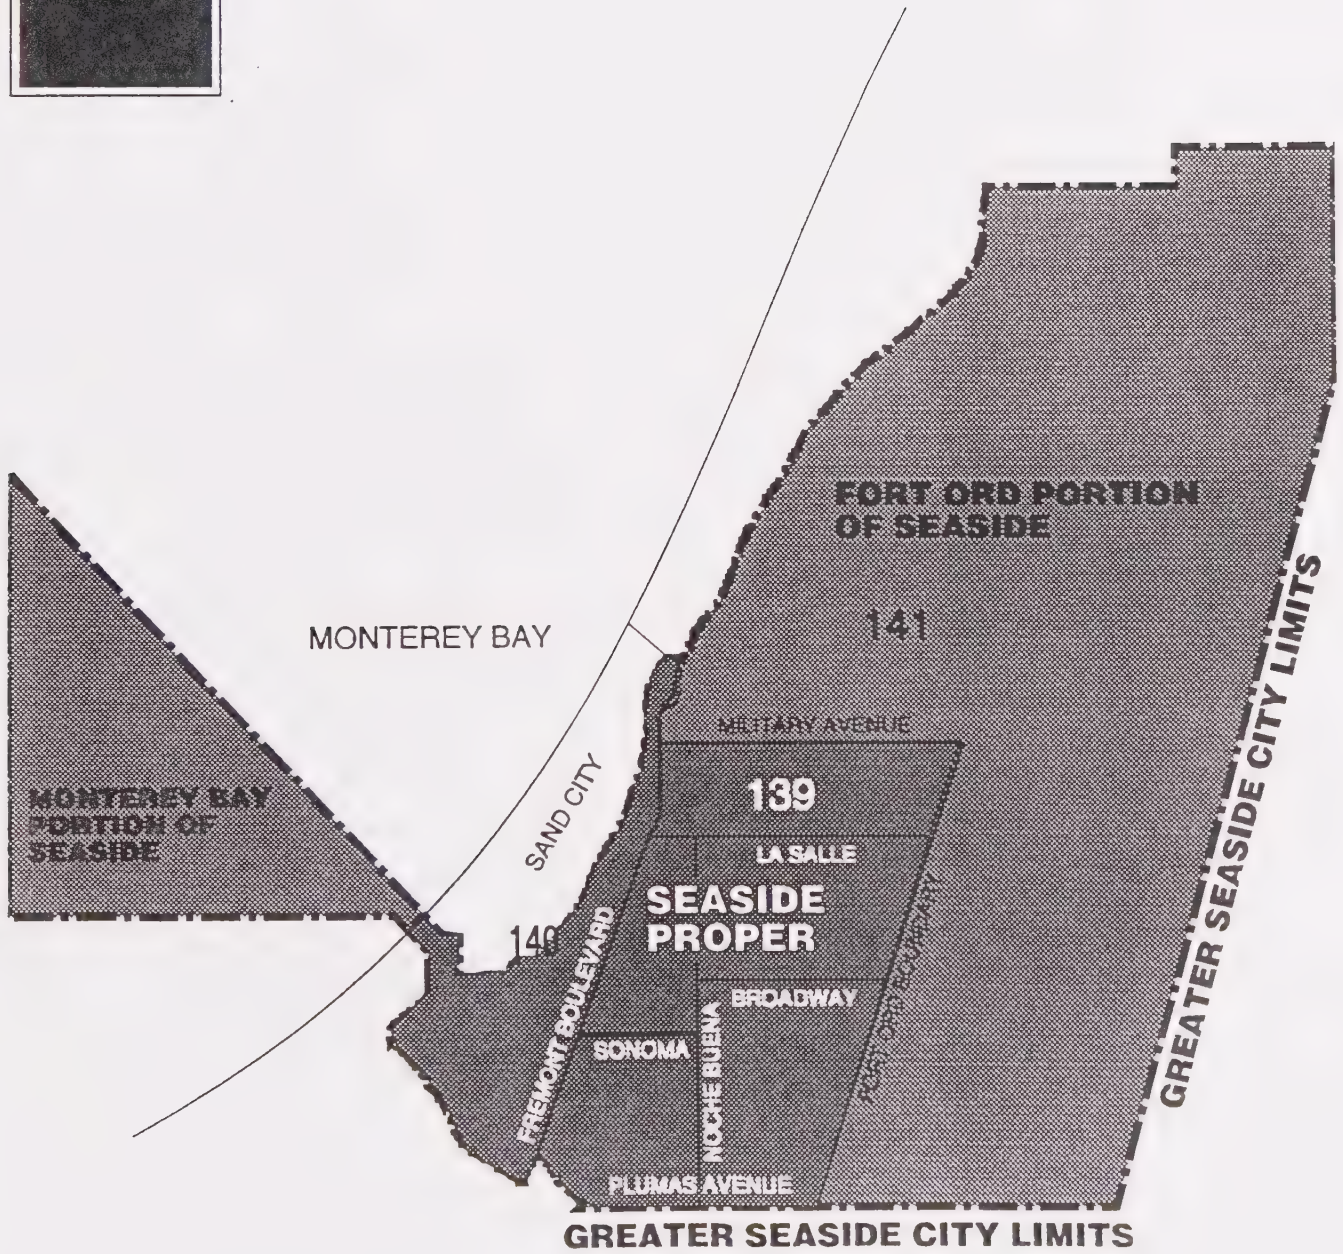 FORT ORD PORTION
OF SEASIDE
141
MONTEREY BAY
MILITARY AVENUE
SAND CITY
139
MONTEREY BAY
PORTION OF
SEASIDE
LA SALLE
SEASIDE
PROPER
140
FREMONT BOULEVARD
BROADWAY
SONOMA
NOCHE BUENA
FORT ORD BOUNDARY
PLUMAS AVENUE
GREATER SEASIDE CITY LIMITS
GREATER SEASIDE CITY LIMITS